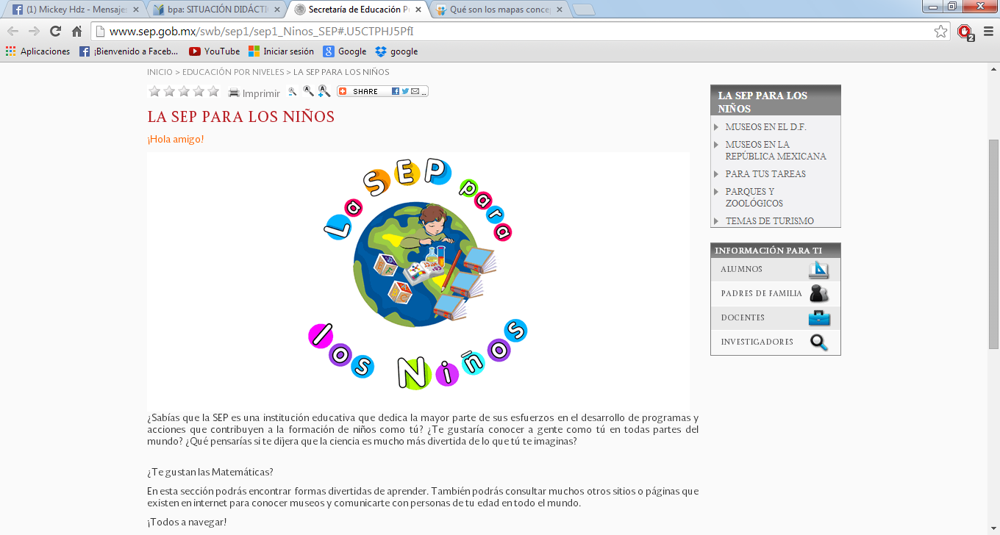 (1) Mickey Hdz - Mensajes
bpa: SITUACIÓN DIDÁCTI
Secretaría de Educación P
Qué son los mapas conce
www.sep.gob.mx/swb/sep1/sep1_Ninos_SEP#.U5CTPHJ5PfI
2
Aplicaciones
¡Bienvenido a Faceb...
YouTube
Iniciar sesión
Google
google
INICIO > EDUCACIÓN POR NIVELES > LA SEP PARA LOS NIÑOS
Imprimir
SHARE
...
LA SEP PARA LOS NIÑOS
¡Hola amigo!
La SEP para
los Niños
¿Sabías que la SEP es una institución educativa que dedica la mayor parte de sus esfuerzos en el desarrollo de programas y
acciones que contribuyen a la formación de niños como tú? ¿Te gustaría conocer a gente como tú en todas partes del
mundo? ¿Qué pensarías si te dijera que la ciencia es mucho más divertida de lo que tú te imaginas?
¿Te gustan las Matemáticas?
En esta sección podrás encontrar formas divertidas de aprender. También podrás consultar muchos otros sitios o páginas que
existen en internet para conocer museos y comunicarte con personas de tu edad en todo el mundo.
¡Todos a navegar!
LA SEP PARA LOS
NIÑOS
MUSEOS EN EL D.F.
MUSEOS EN LA
REPÚBLICA MEXICANA
PARA TUS TAREAS
PARQUES Y
ZOOLÓGICOS
TEMAS DE TURISMO
INFORMACIÓN PARA TI
ALUMNOS
PADRES DE FAMILIA
DOCENTES
INVESTIGADORES